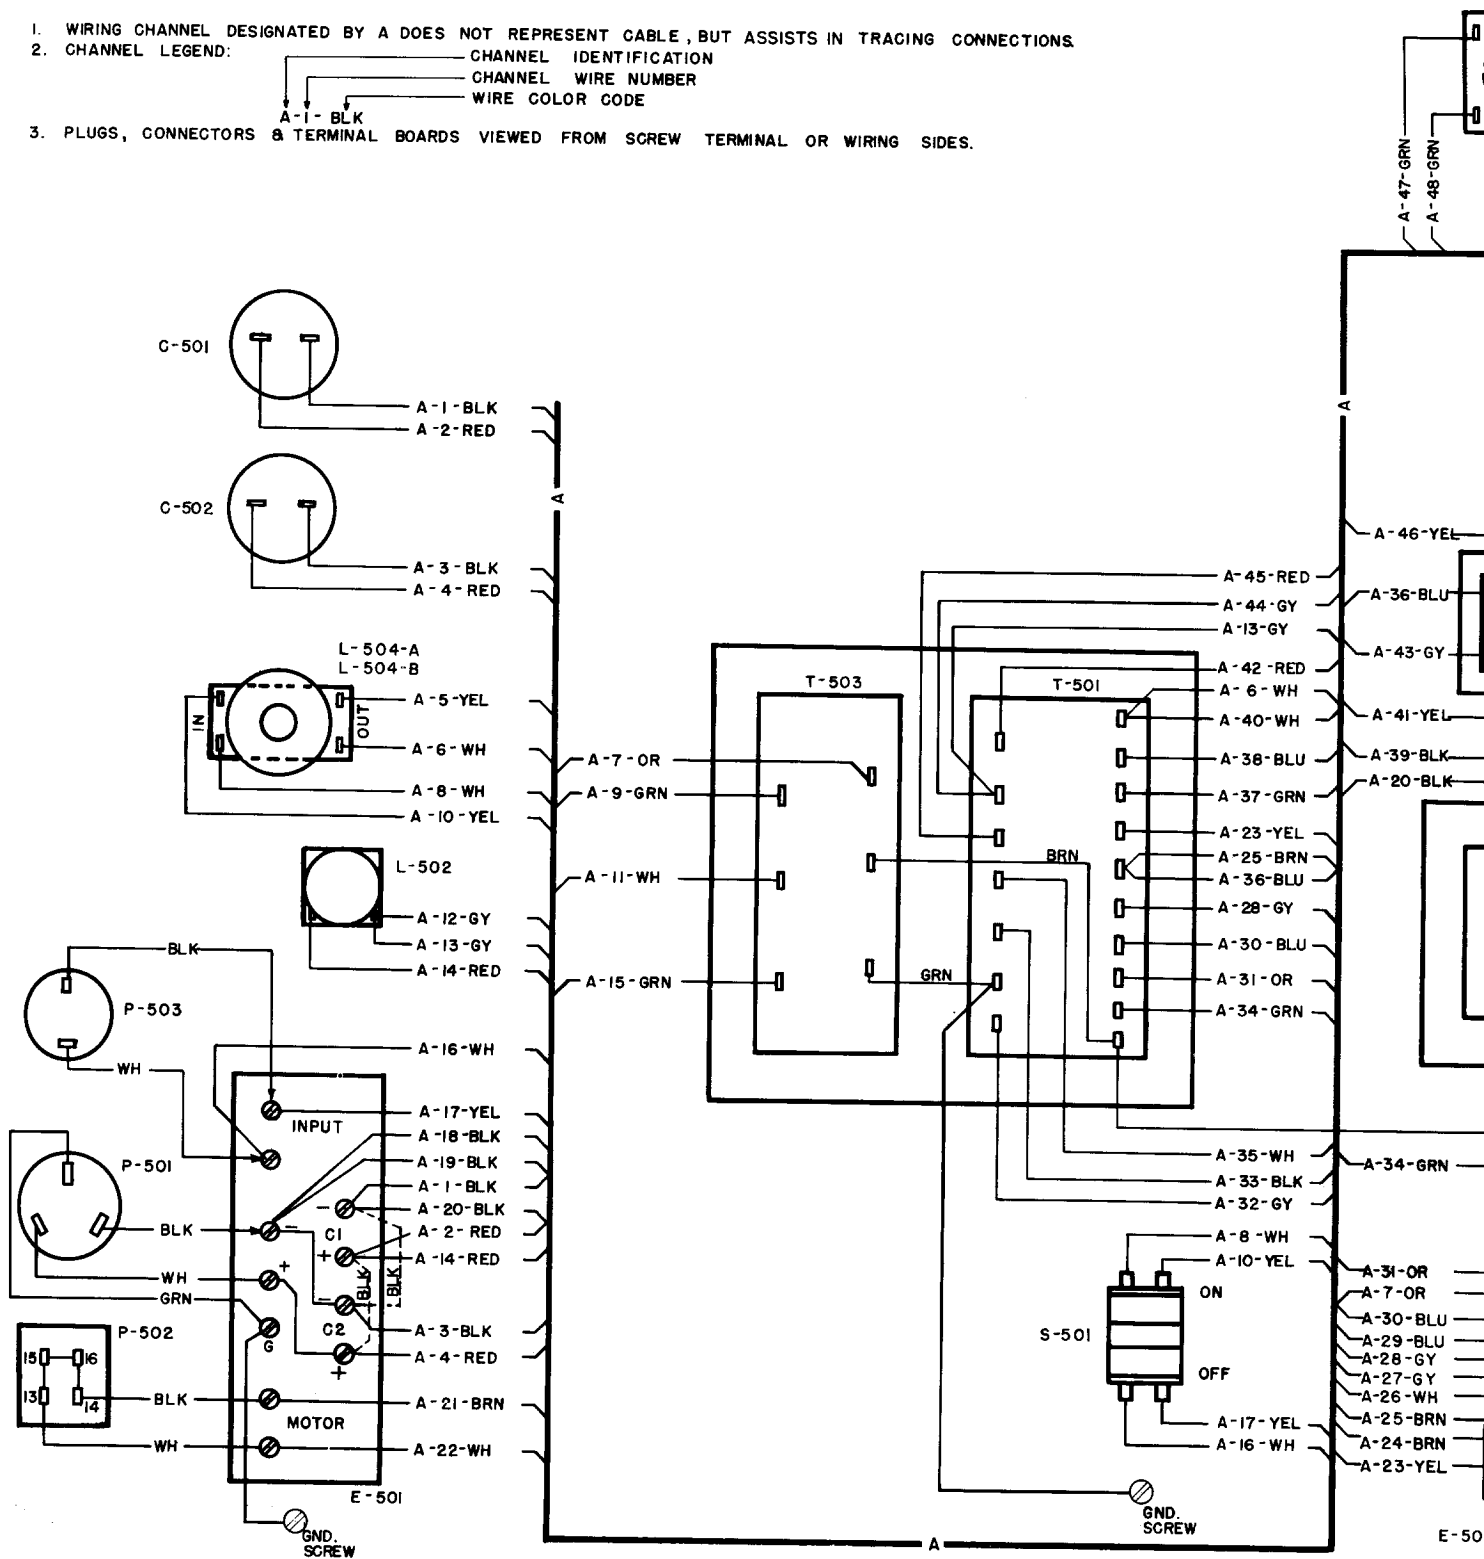 1. WIRING CHANNEL DESIGNATED BY A DOES NOT REPRESENT CABLE, BUT ASSISTS IN TRACING CONNECTIONS.
2. CHANNEL LEGEND:
CHANNEL IDENTIFICATION
CHANNEL WIRE NUMBER
WIRE COLOR CODE
A-1-BLK
3. PLUGS, CONNECTORS & TERMINAL BOARDS VIEWED FROM SCREW TERMINAL OR WIRING SIDES.
A-47-GRN
A-48-GRN
C-501
A-1-BLK
A-2-RED
A
C-502
A-3-BLK
A-4-RED
L-504-A
L-504-B
IN
OUT
A-5-YEL
A-6-WH
A-8-WH
A-10-YEL
L-502
A-12-GY
A-13-GY
A-14-RED
BLK
P-503
WH
A-16-WH
INPUT
A-17-YEL
A-18-BLK
A-19-BLK
A-1-BLK
A-20-BLK
A-2-RED
A-14-RED
P-501
BLK
WH
GRN
-
+
G
-
C1
+
BLK
BLK
-
C2
+
A-3-BLK
A-4-RED
P-502
15
16
13
14
BLK
WH
MOTOR
A-21-BRN
A-22-WH
E-501
GND.
SCREW
A-7-OR
A-9-GRN
A-11-WH
A-15-GRN
T-503
T-501
BRN
GRN
A-45-RED
A-44-GY
A-13-GY
A-42-RED
A-6-WH
A-40-WH
A-38-BLU
A-37-GRN
A-23-YEL
A-25-BRN
A-36-BLU
A-28-GY
A-30-BLU
A-31-OR
A-34-GRN
A-35-WH
A-33-BLK
A-32-GY
A-8-WH
A-10-YEL
ON
S-501
OFF
A-17-YEL
A-16-WH
GND.
SCREW
A
A
A-46-YEL
A-36-BLU
A-43-GY
A-41-YEL
A-39-BLK
A-20-BLK
A-34-GRN
A-31-OR
A-7-OR
A-30-BLU
A-29-BLU
A-28-GY
A-27-GY
A-26-WH
A-25-BRN
A-24-BRN
A-23-YEL
E-50